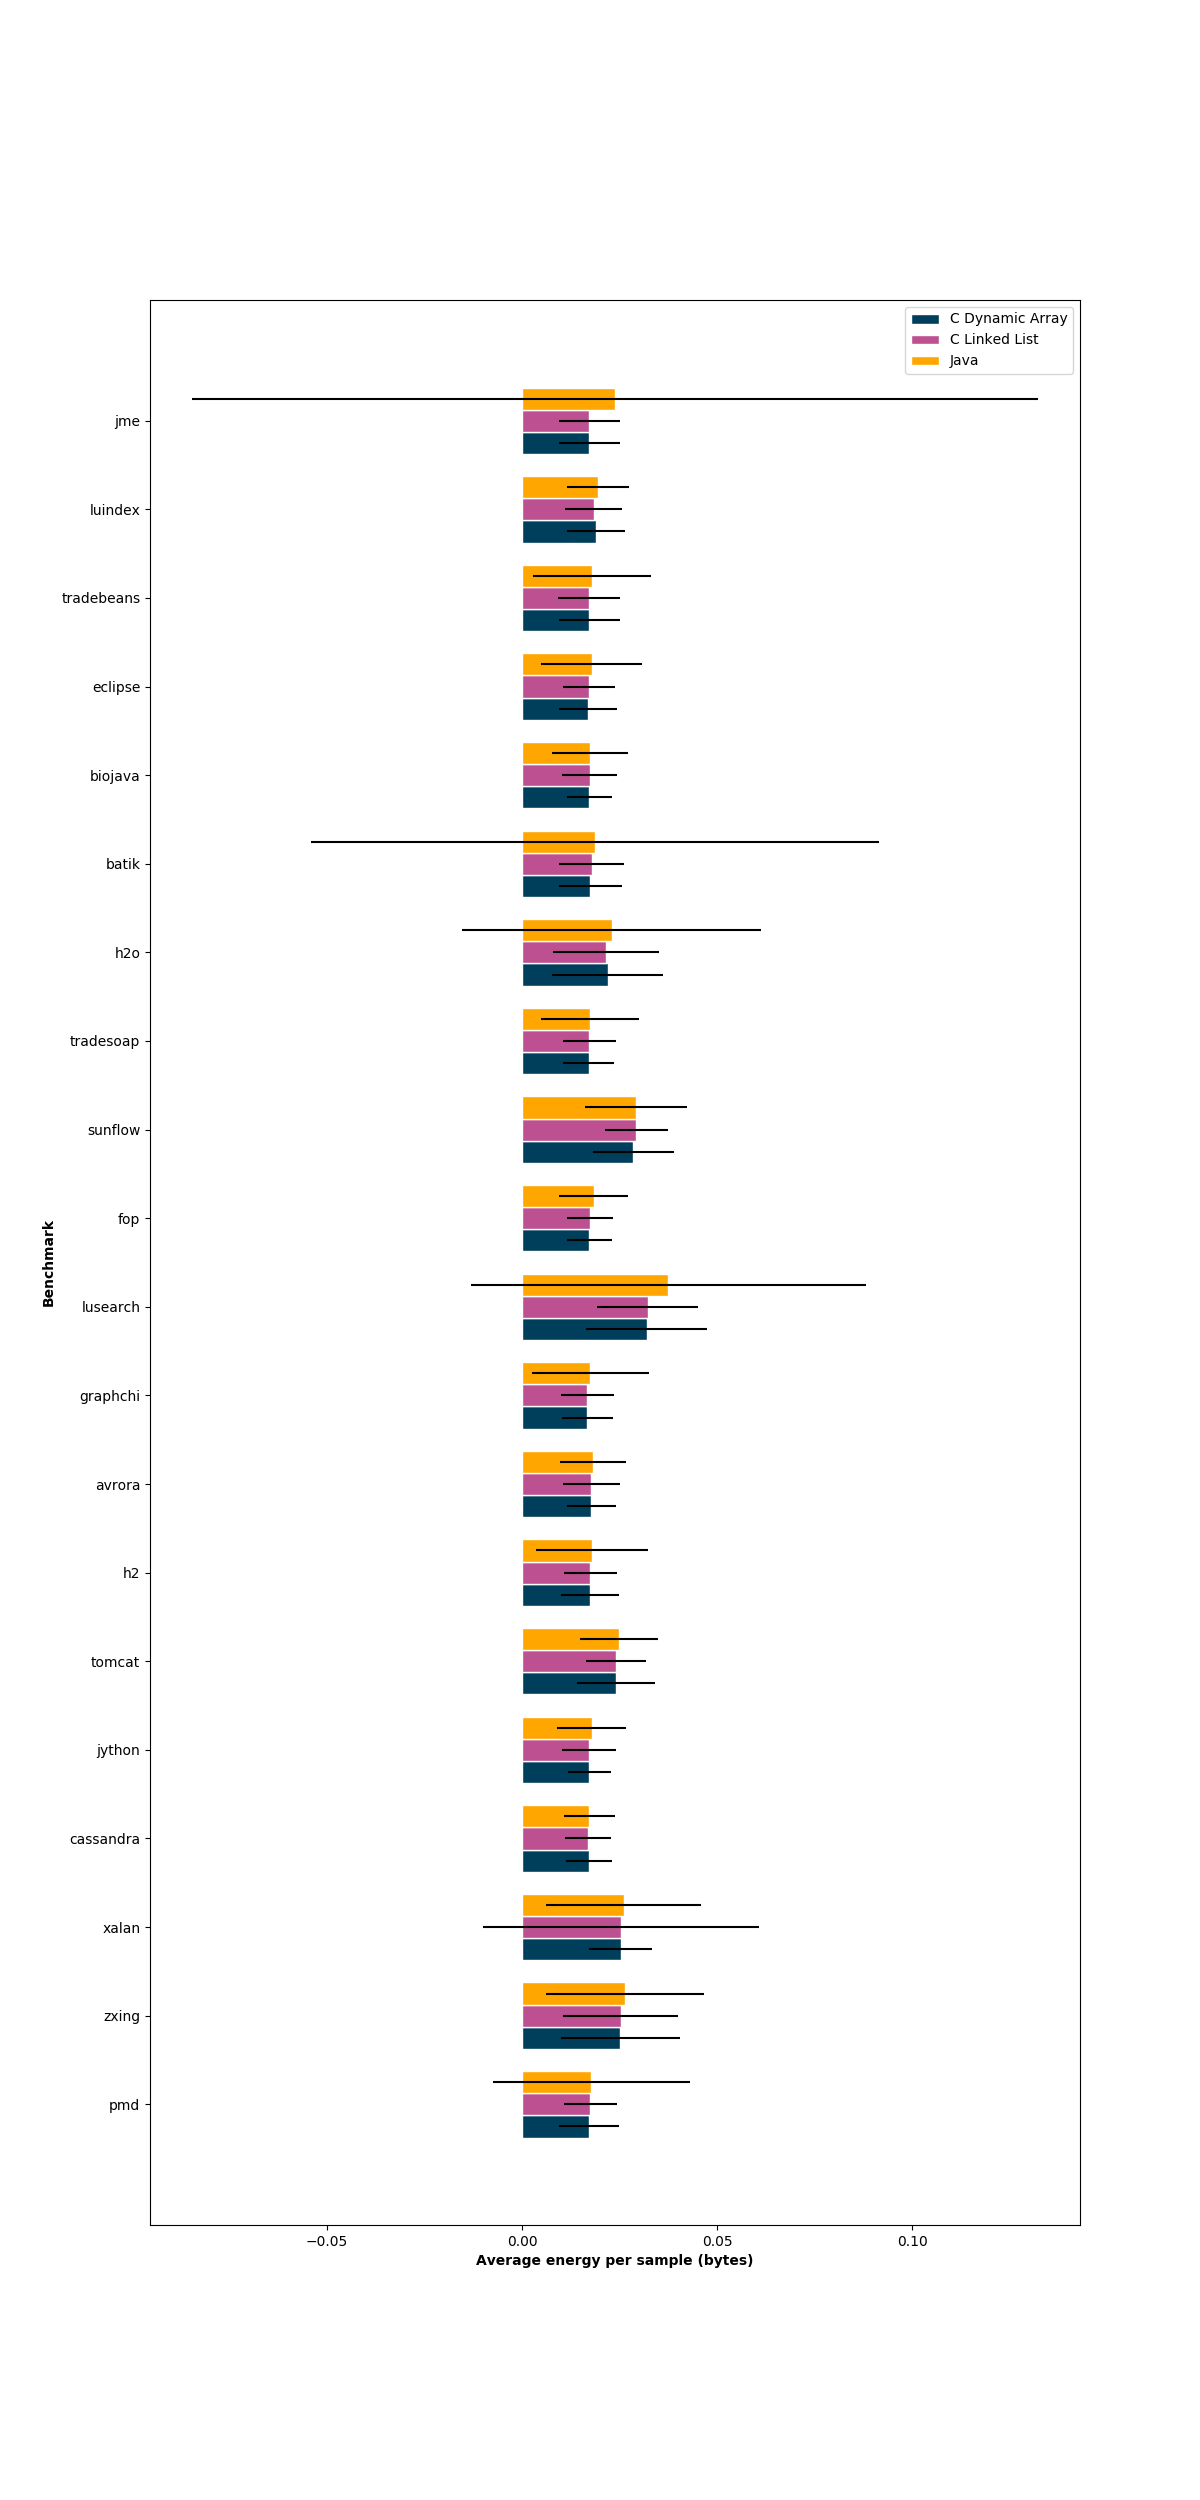 C Dynamic Array
C Linked List
Java
jme
luindex
tradebeans
eclipse
biojava
batik
h2o
tradesoap
sunflow
fop
lusearch
graphchi
avrora
h2
tomcat
jython
cassandra
xalan
zxing
pmd
Benchmark
−0.05 0.00 0.05 0.10
Average energy per sample (bytes)